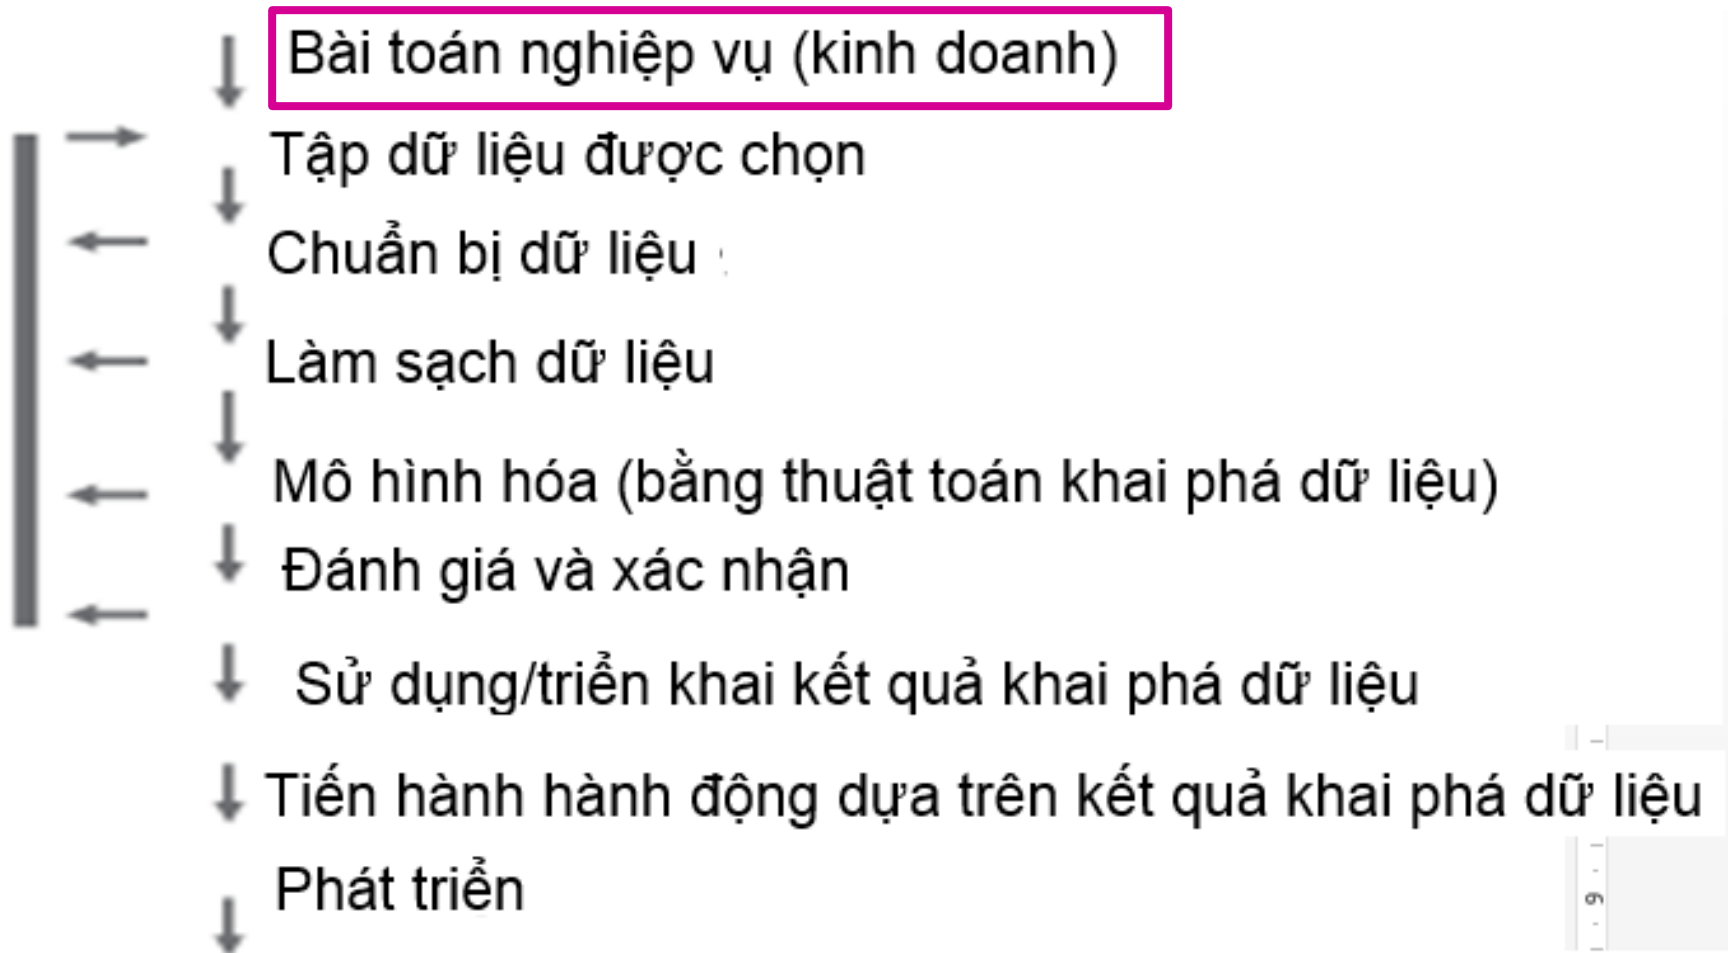 Bài toán nghiệp vụ (kinh doanh)
Tập dữ liệu được chọn
Chuẩn bị dữ liệu
Làm sạch dữ liệu
Mô hình hóa (bằng thuật toán khai phá dữ liệu)
Đánh giá và xác nhận
Sử dụng/triển khai kết quả khai phá dữ liệu
Tiến hành hành động dựa trên kết quả khai phá dữ liệu
Phát triển
9